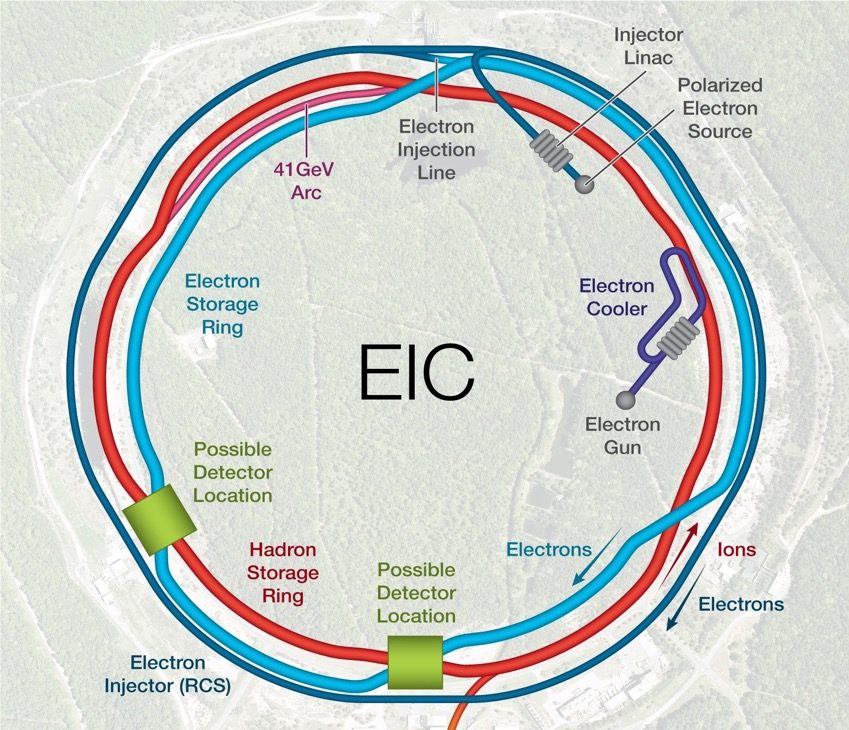 Injector
Linac
Polarized
Electron
Source
Electron
Injection
Line
41GeV
Arc
Electron
Storage
Ring
Electron
Cooler
EIC
Electron
Gun
Possible
Detector
Location
Hadron
Storage
Ring
Possible
Detector
Location
Electrons
Ions
Electrons
Electron
Injector (RCS)